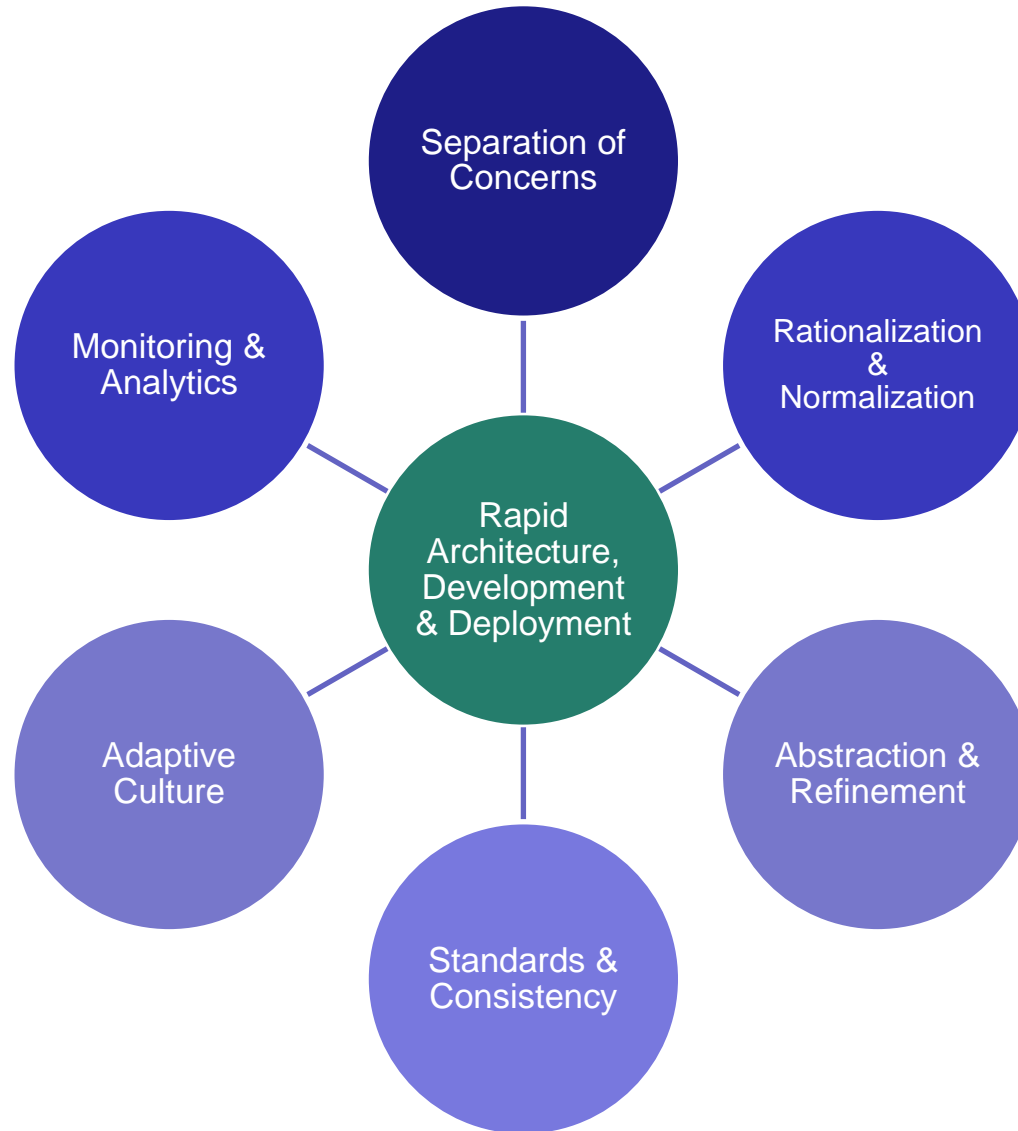 Separation of
Concerns
Monitoring &
Analytics
Rationalization
&
Normalization
Rapid
Architecture,
Development
& Deployment
Adaptive
Culture
Abstraction &
Refinement
Standards &
Consistency